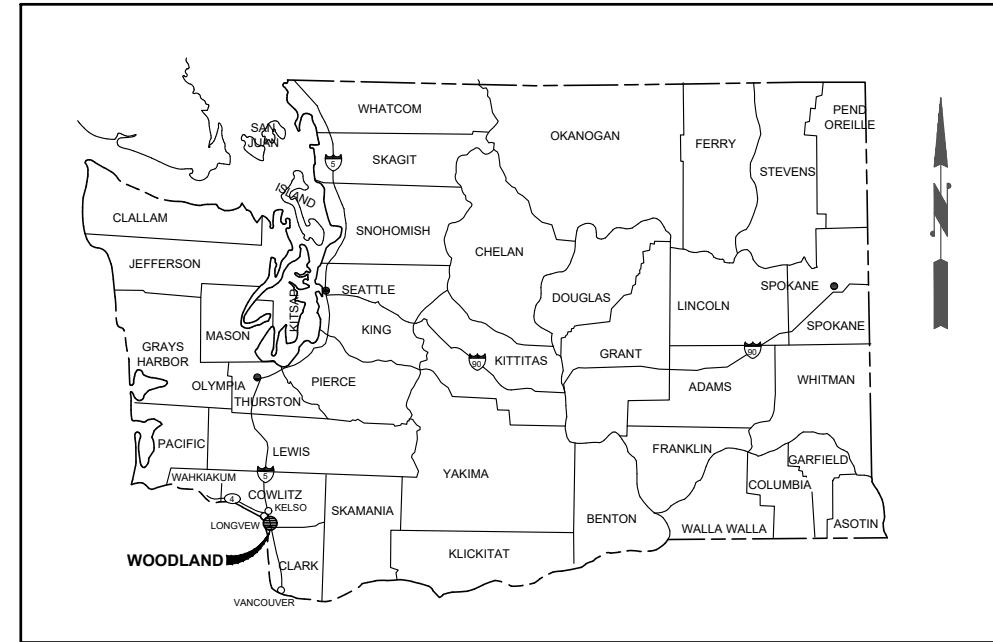 WHATCOM
OKANOGAN
FERRY
PEND
OREILLE
SAN
JUAN
SKAGIT
5
STEVENS
ISLAND
CLALLAM
SNOHOMISH
CHELAN
JEFFERSON
SEATTLE
KITSAP
DOUGLAS
LINCOLN
SPOKANE
MASON
KING
SPOKANE
GRAYS
HARBOR
KITTITAS
90
GRANT
90
OLYMPIA
THURSTON
PIERCE
ADAMS
WHITMAN
PACIFIC
LEWIS
FRANKLIN
YAKIMA
GARFIELD
WAHKIAKUM
5
COLUMBIA
COWLITZ
4
KELSO
SKAMANIA
BENTON
LONGVEW
WALLA WALLA
ASOTIN
WOODLAND
CLARK
KLICKITAT
VANCOUVER
N